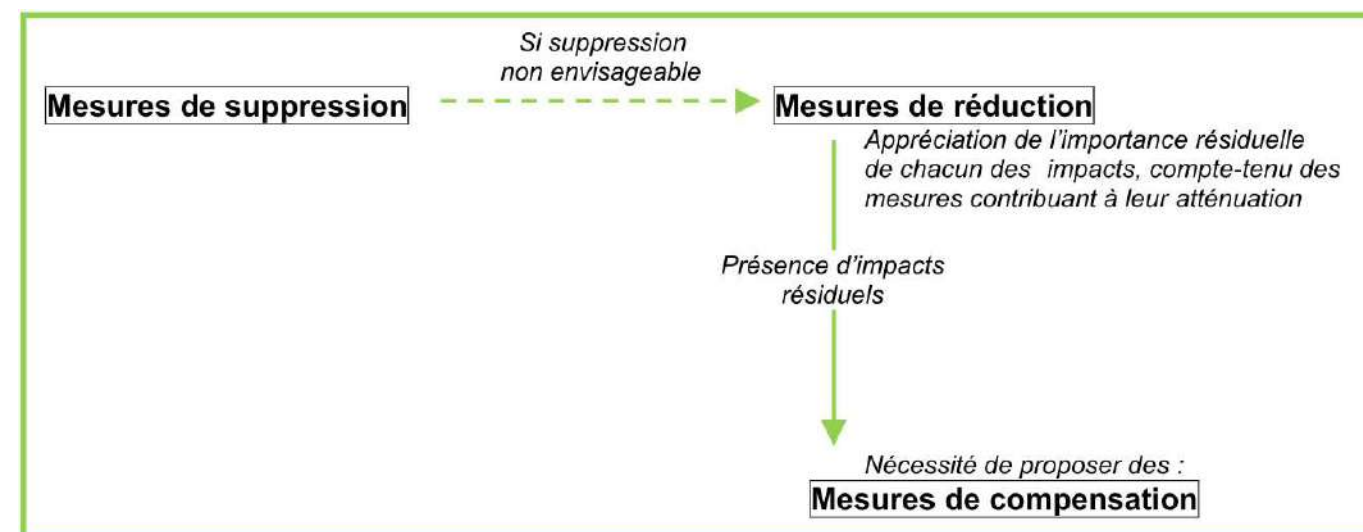 Si suppression
non envisageable
Mesures de suppression
Mesures de réduction
Appréciation de l'importance résiduelle
de chacun des impacts, compte-tenu des
mesures contribuant à leur atténuation
Présence d'impacts
résiduels
Nécessité de proposer des :
Mesures de compensation